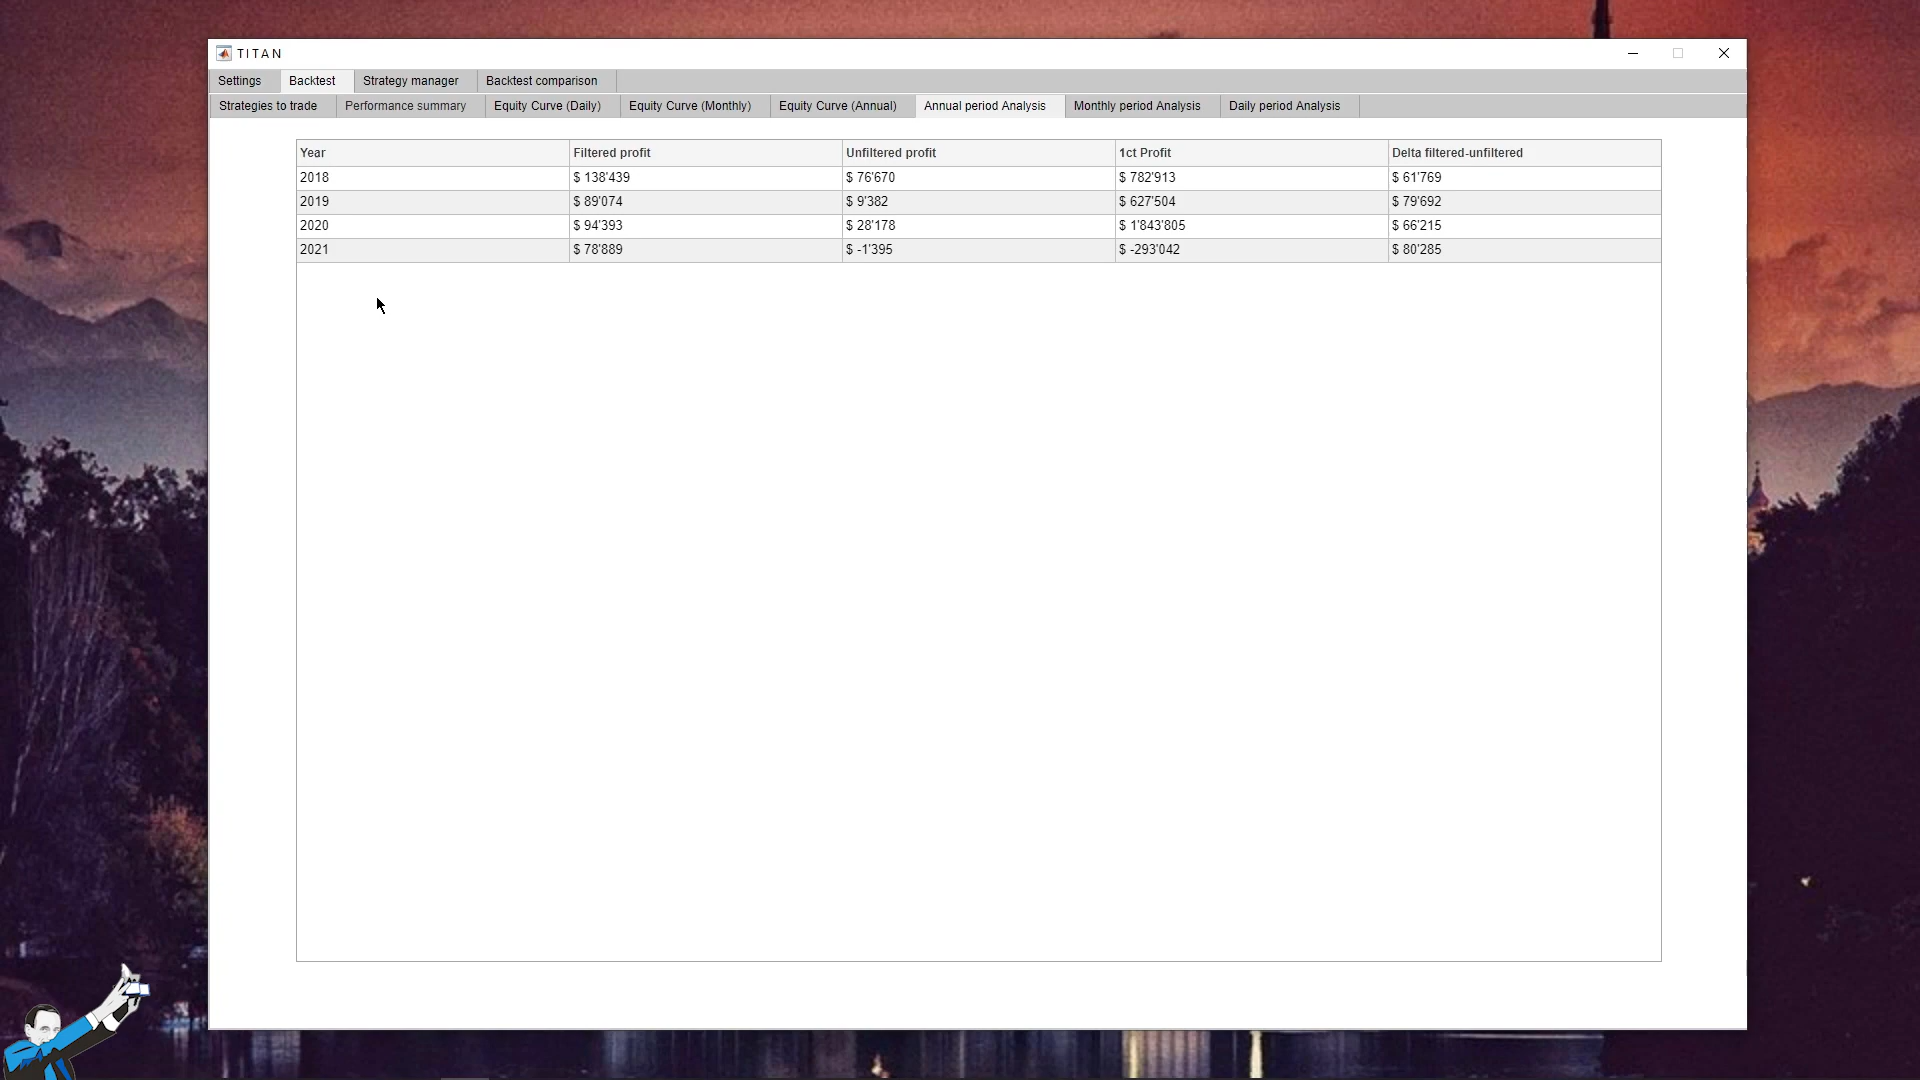 TITAN
Settings Backtest Strategy manager Backtest comparison
Strategies to trade Performance summary Equity Curve (Daily) Equity Curve (Monthly) Equity Curve (Annual) Annual period Analysis Monthly period Analysis Daily period Analysis
Year Filtered profit Unfiltered profit 1ct Profit Delta filtered-unfiltered
2018 $ 138'439 $ 76'670 $ 782'913 $ 61'769
2019 $ 89'074 $ 9'382 $ 627'504 $ 79'692
2020 $ 94'393 $ 28'178 $ 1'843'805 $ 66'215
2021 $ 78'889 $ -1'395 $ -293'042 $ 80'285